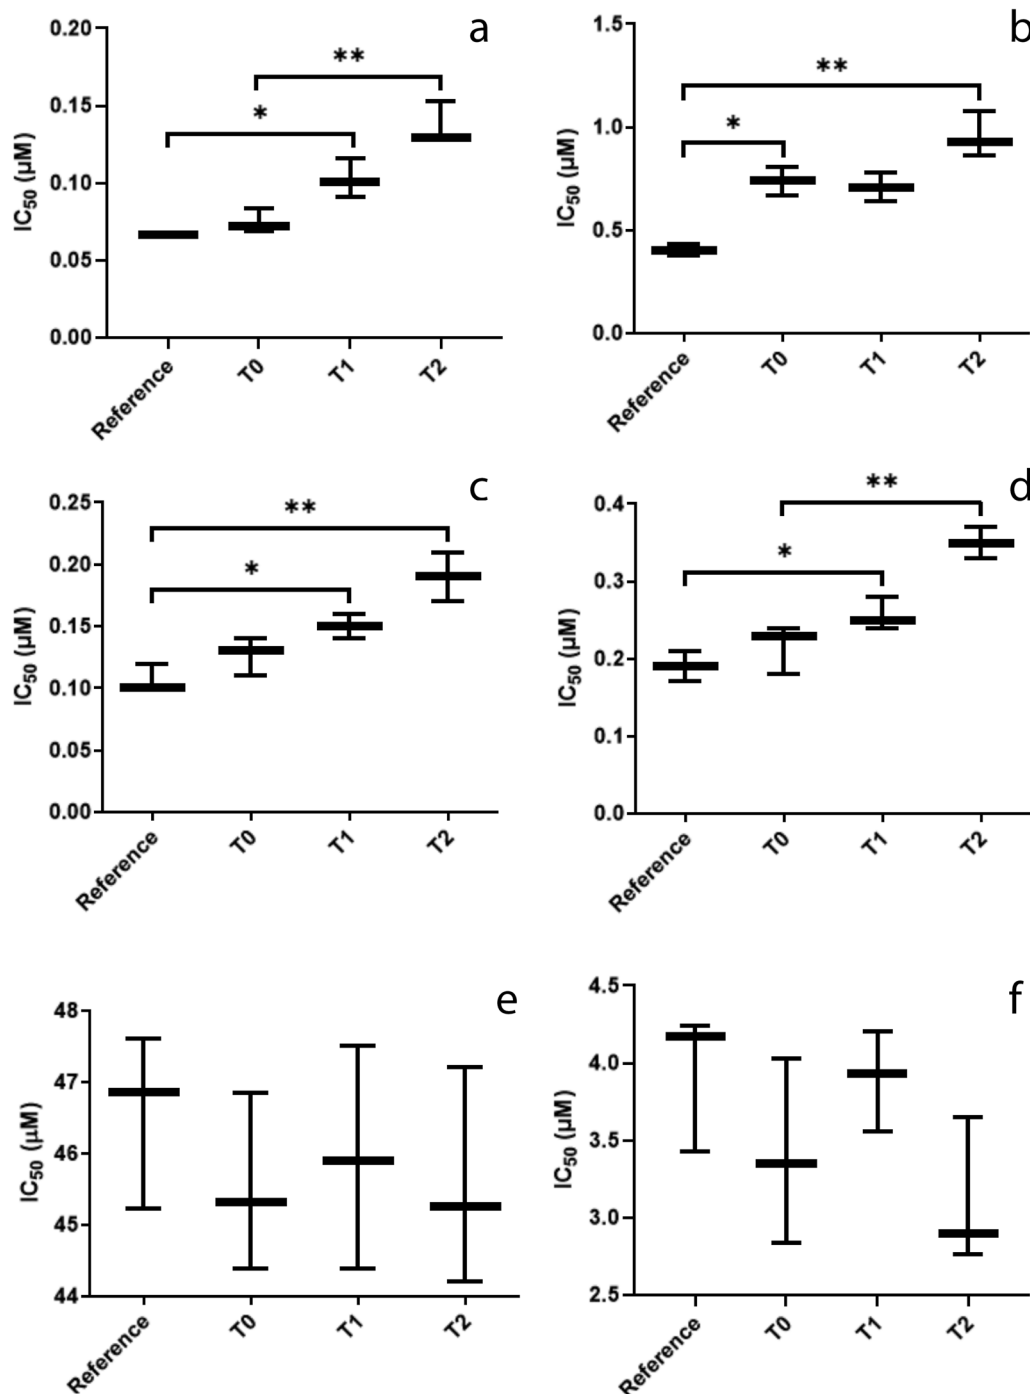 a
0.20
0.15
0.10
0.05
0.00
IC50 (µM)
*
**
Reference
T0
T1
T2
b
1.5
1.0
0.5
0.0
IC50 (µM)
*
**
Reference
T0
T1
T2
c
0.25
0.20
0.15
0.10
0.05
0.00
IC50 (µM)
*
**
Reference
T0
T1
T2
d
0.4
0.3
0.2
0.1
0.0
IC50 (µM)
*
**
Reference
T0
T1
T2
e
48
47
46
45
44
IC50 (µM)
Reference
T0
T1
T2
f
4.5
4.0
3.5
3.0
2.5
IC50 (µM)
Reference
T0
T1
T2